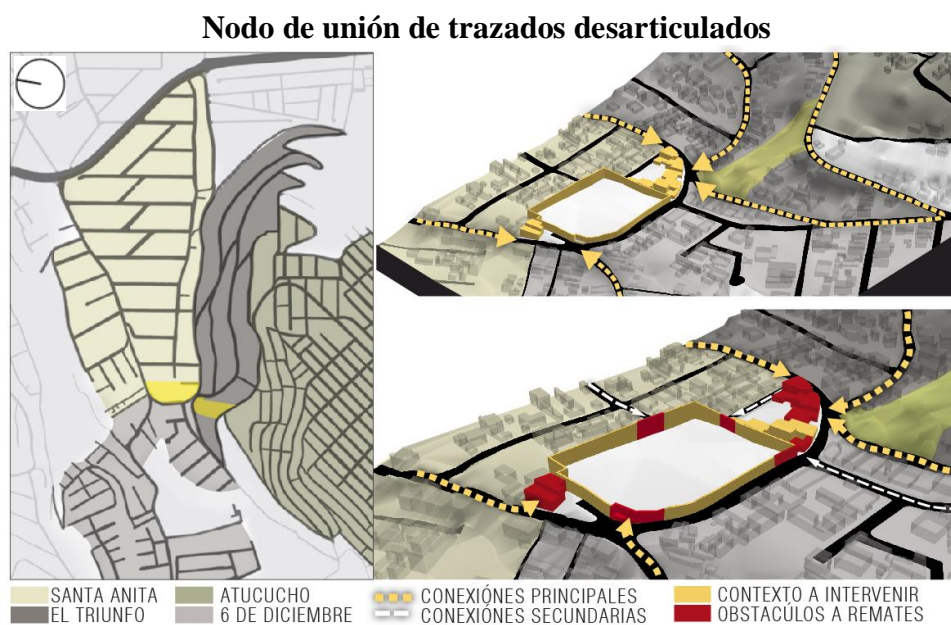 Nodo de unión de trazados desarticulados
SANTA ANITA
EL TRIUNFO
ATUCUCHO
6 DE DICIEMBRE
CONEXIÓNES PRINCIPALES
CONEXIÓNES SECUNDARIAS
CONTEXTO A INTERVENIR
OBSTACÚLOS A REMATES